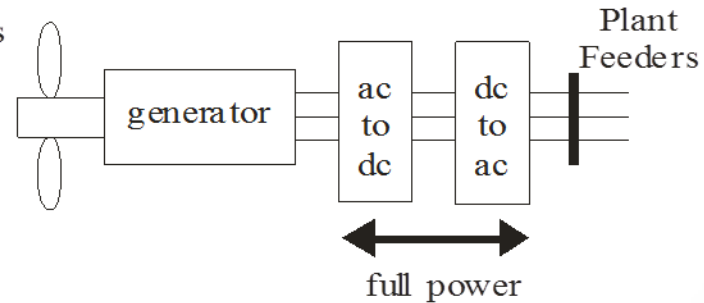 s
Plant
Feeders
generator
ac
to
dc
dc
to
ac
full power